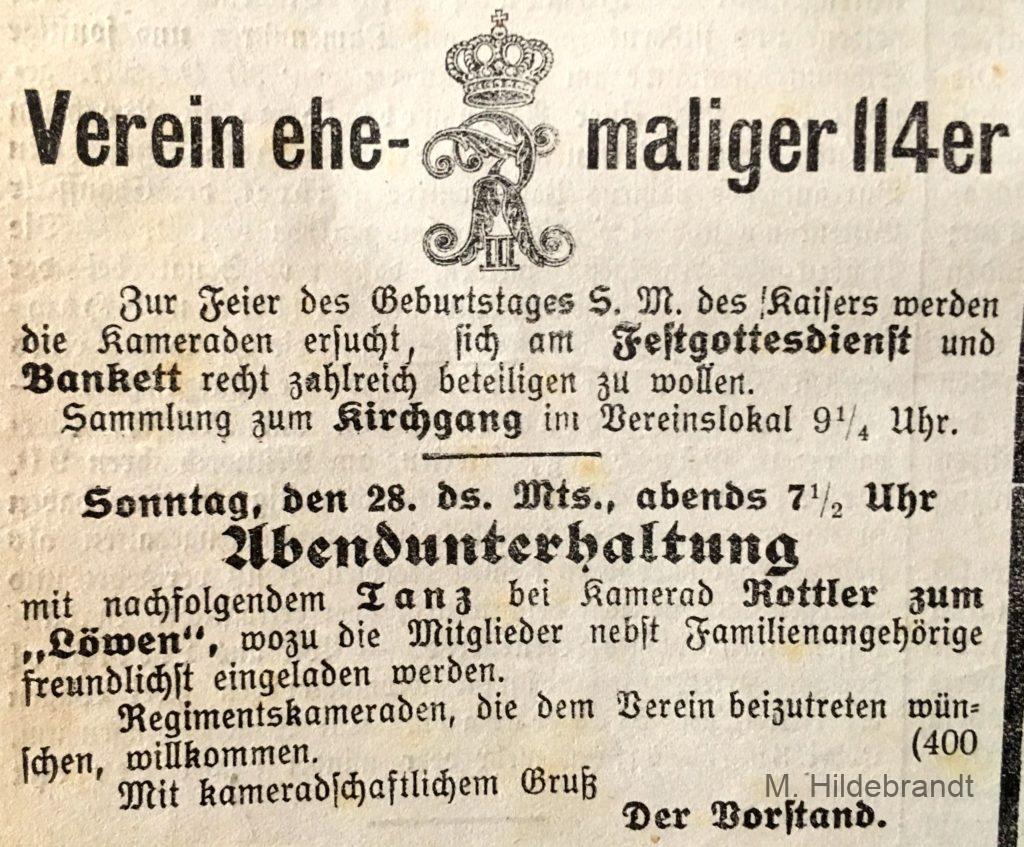 Verein ehe- maliger 114er
III
Zur Feier des Geburtstages S. M. des Kaisers werden
die Kameraden ersucht, sich am Festgottesdienst und
Bankett recht zahlreich beteiligen zu wollen.
Sammlung zum Kirchgang im Vereinslokal 9¹/₄ Uhr.
Sonntag, den 28. ds. Mts., abends 7¹/₂ Uhr
Abendunterhaltung
mit nachfolgendem Tanz bei Kamerad Rottler zum
„Löwen“, wozu die Mitglieder nebst Familienangehörige
freundlichst eingeladen werden.
Regimentskameraden, die dem Verein beizutreten wün-
schen, willkommen. (400
Mit kameradschaftlichem Gruß
M. Hildebrandt
Der Vorstand.